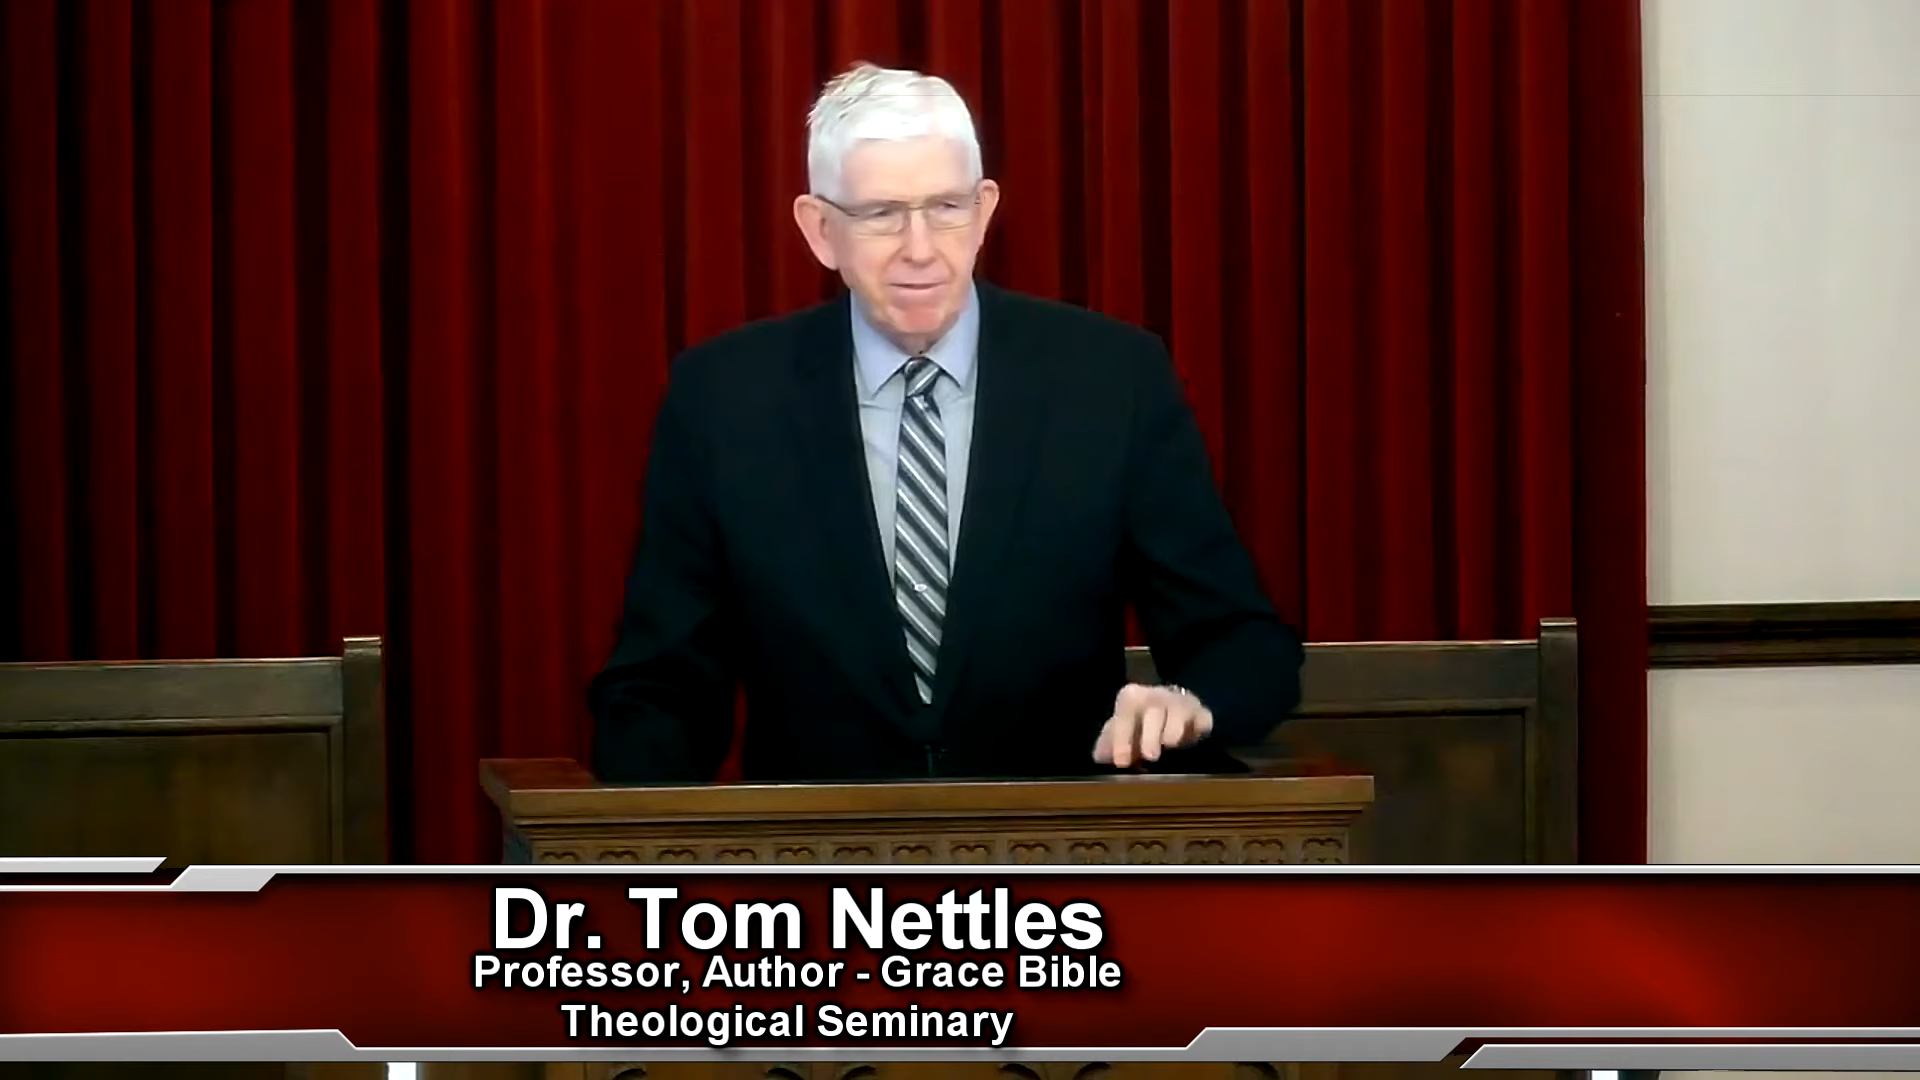 Dr. Tom Nettles
Professor, Author - Grace Bible
Theological Seminary